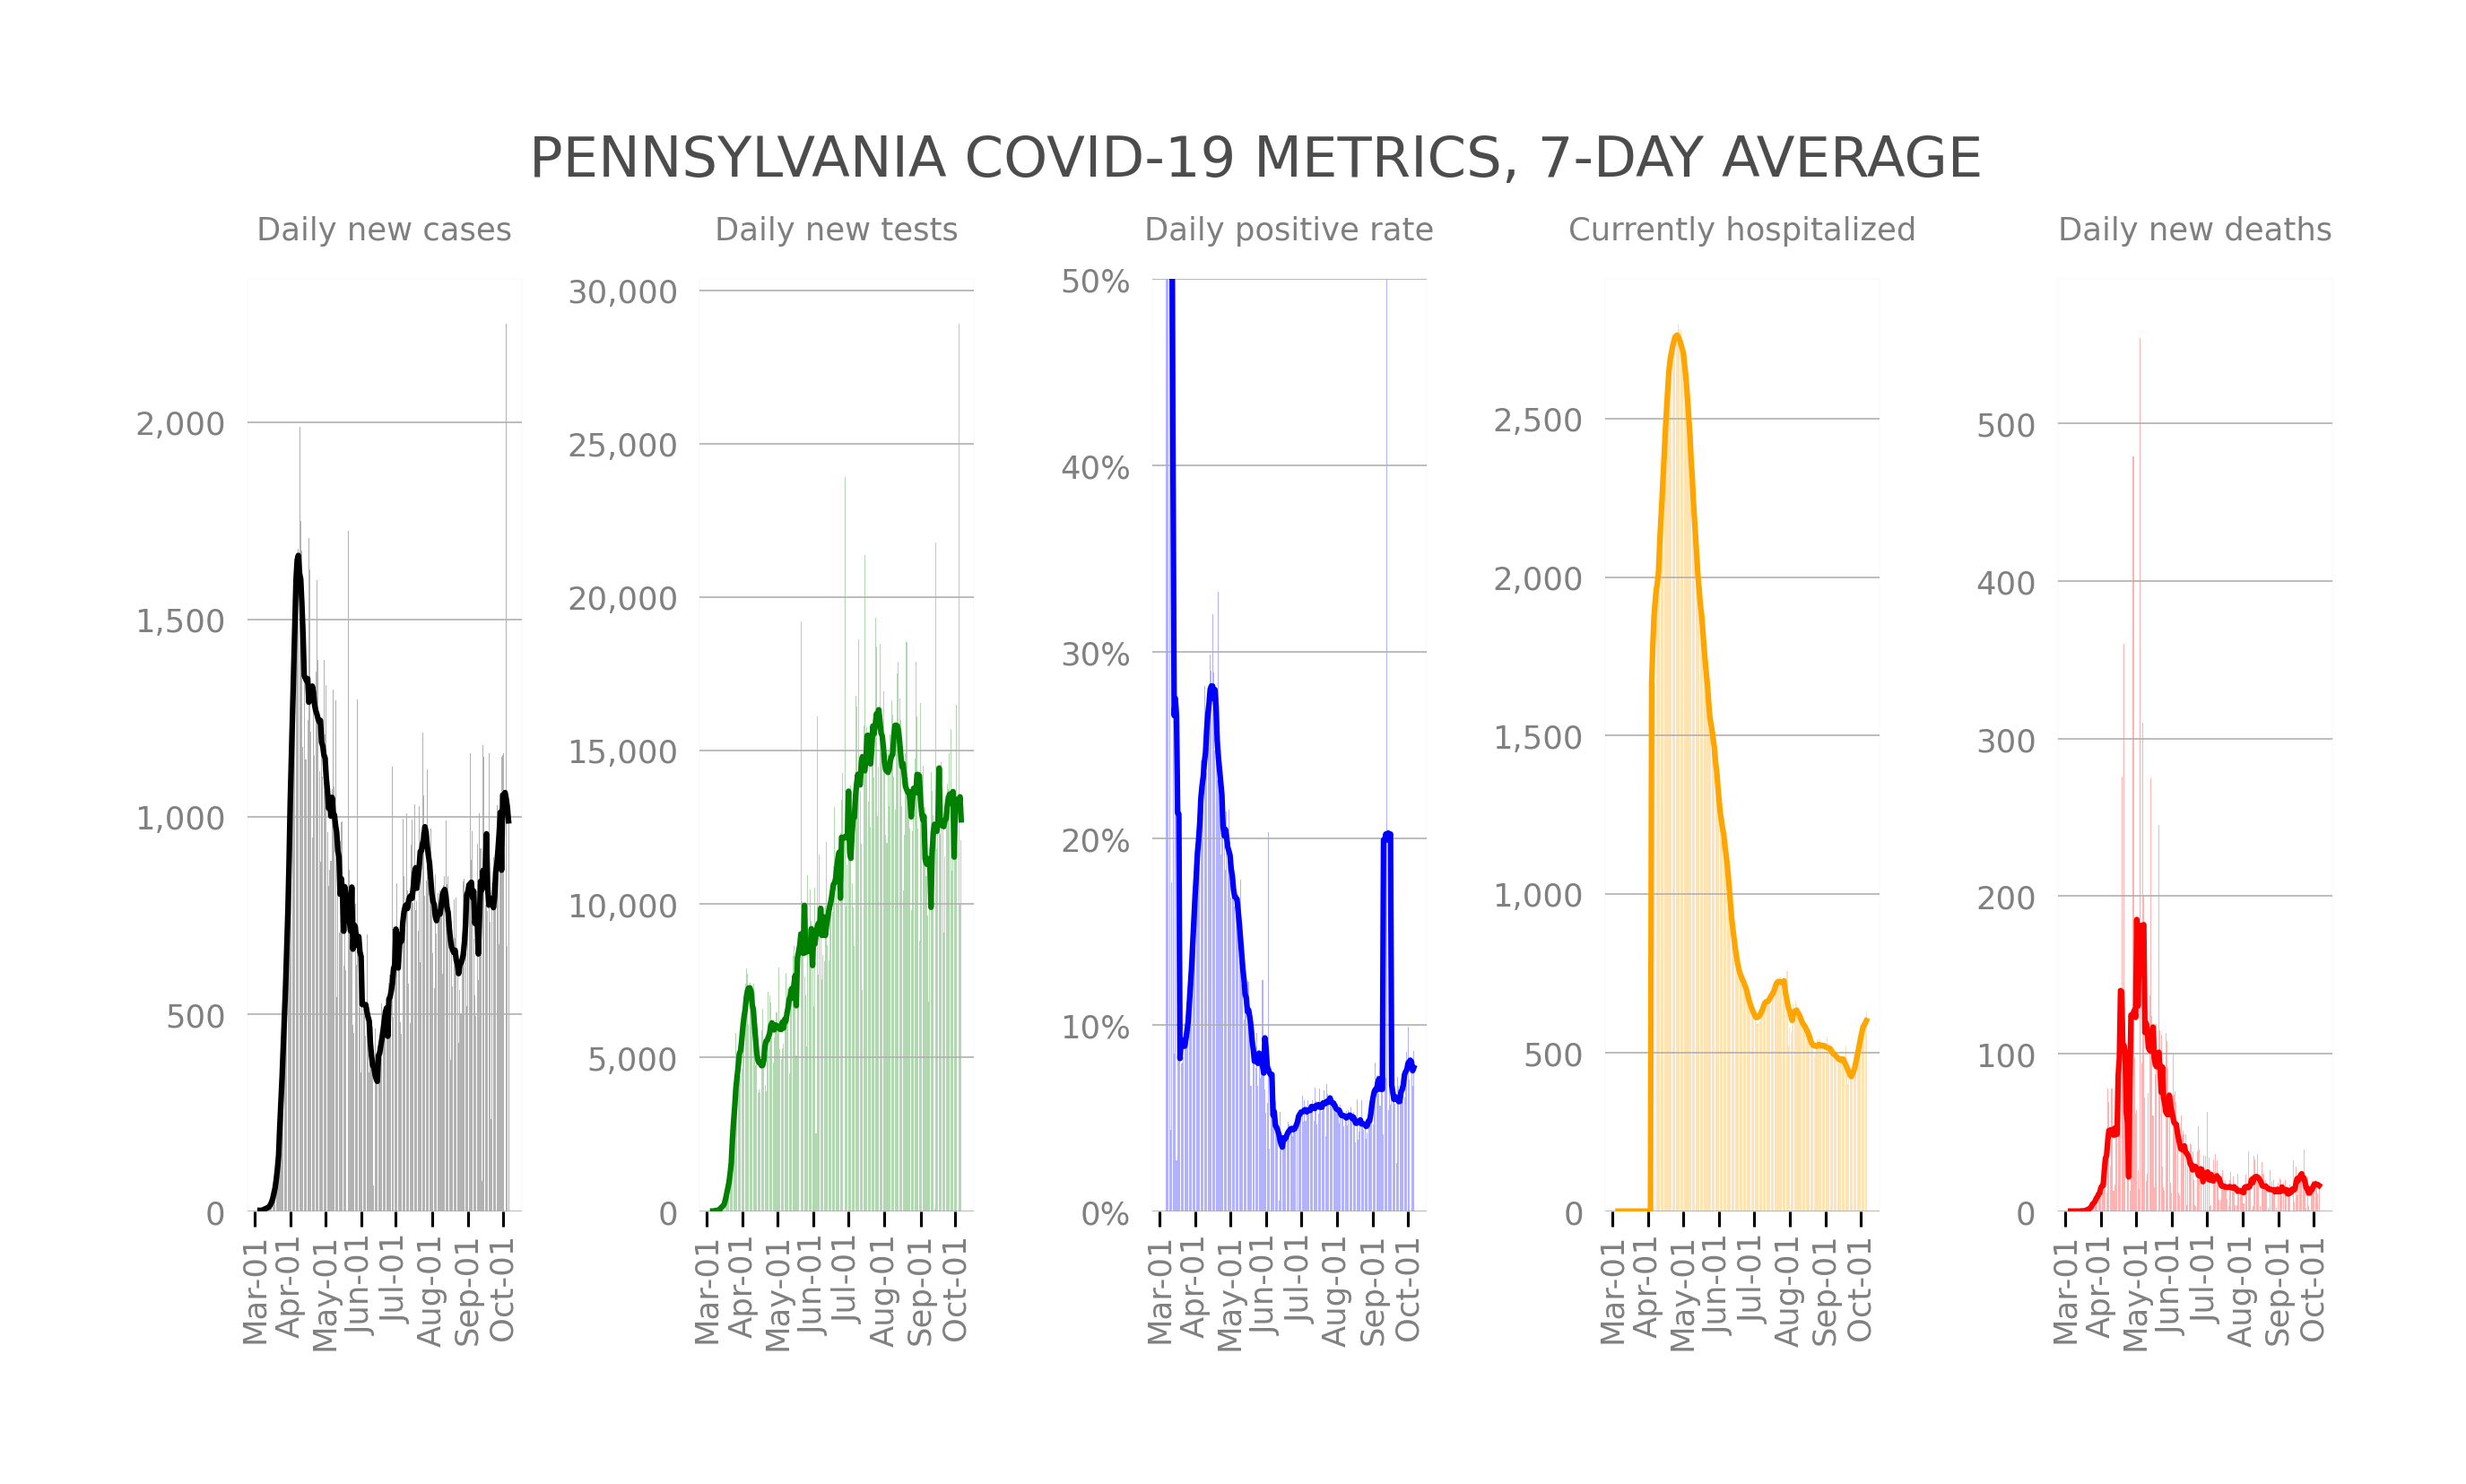 PENNSYLVANIA COVID-19 METRICS, 7-DAY AVERAGE
Daily new cases
2,000
1,500
1,000
500
0
Mar-01
Apr-01
May-01
Jun-01
Jul-01
Aug-01
Sep-01
Oct-01
Daily new tests
30,000
25,000
20,000
15,000
10,000
5,000
0
Mar-01
Apr-01
May-01
Jun-01
Jul-01
Aug-01
Sep-01
Oct-01
Daily positive rate
50%
40%
30%
20%
10%
0%
Mar-01
Apr-01
May-01
Jun-01
Jul-01
Aug-01
Sep-01
Oct-01
Currently hospitalized
2,500
2,000
1,500
1,000
500
0
Mar-01
Apr-01
May-01
Jun-01
Jul-01
Aug-01
Sep-01
Oct-01
Daily new deaths
500
400
300
200
100
0
Mar-01
Apr-01
May-01
Jun-01
Jul-01
Aug-01
Sep-01
Oct-01